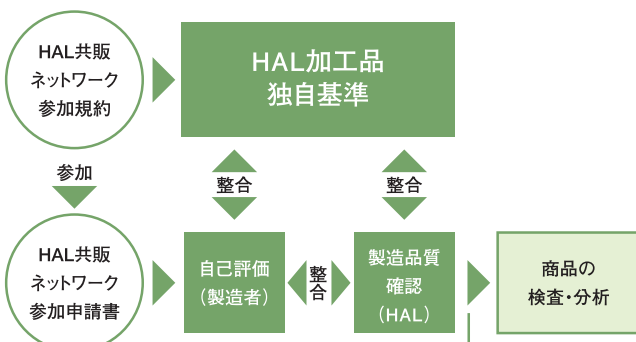 HAL共販
ネットワーク
参加規約
HAL加工品
独自基準
参加
整合
整合
HAL共販
ネットワーク
参加申請書
自己評価
（製造者）
整合
製造品質
確認
（HAL）
商品の
検査・分析